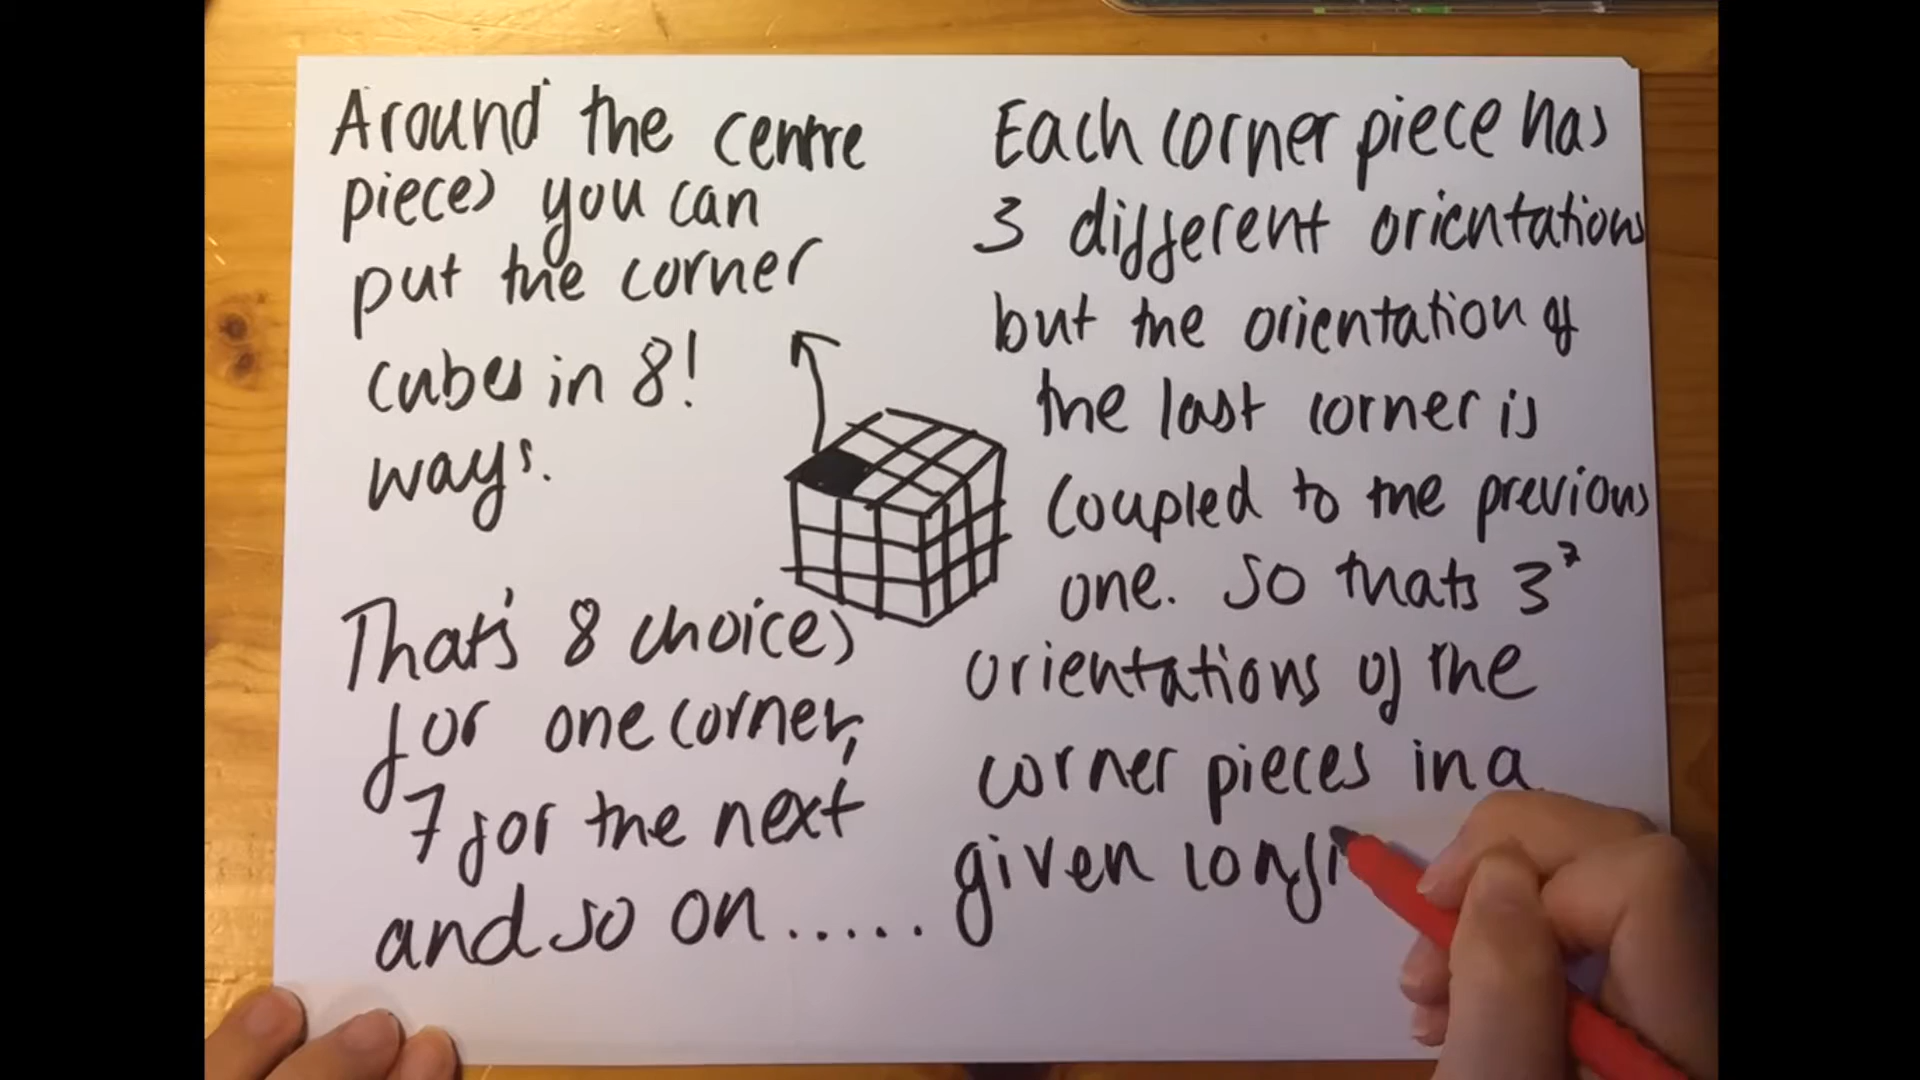 Around the centre
pieces you can
put the corner
cubes in 8!
ways.
That's 8 choices
for one corner,
7 for the next
and so on.....
Each corner piece has
3 different orientations
but the orientation of
the last corner is
coupled to the previous
one. So thats 3⁷
orientations of the
corner pieces in a
given confi